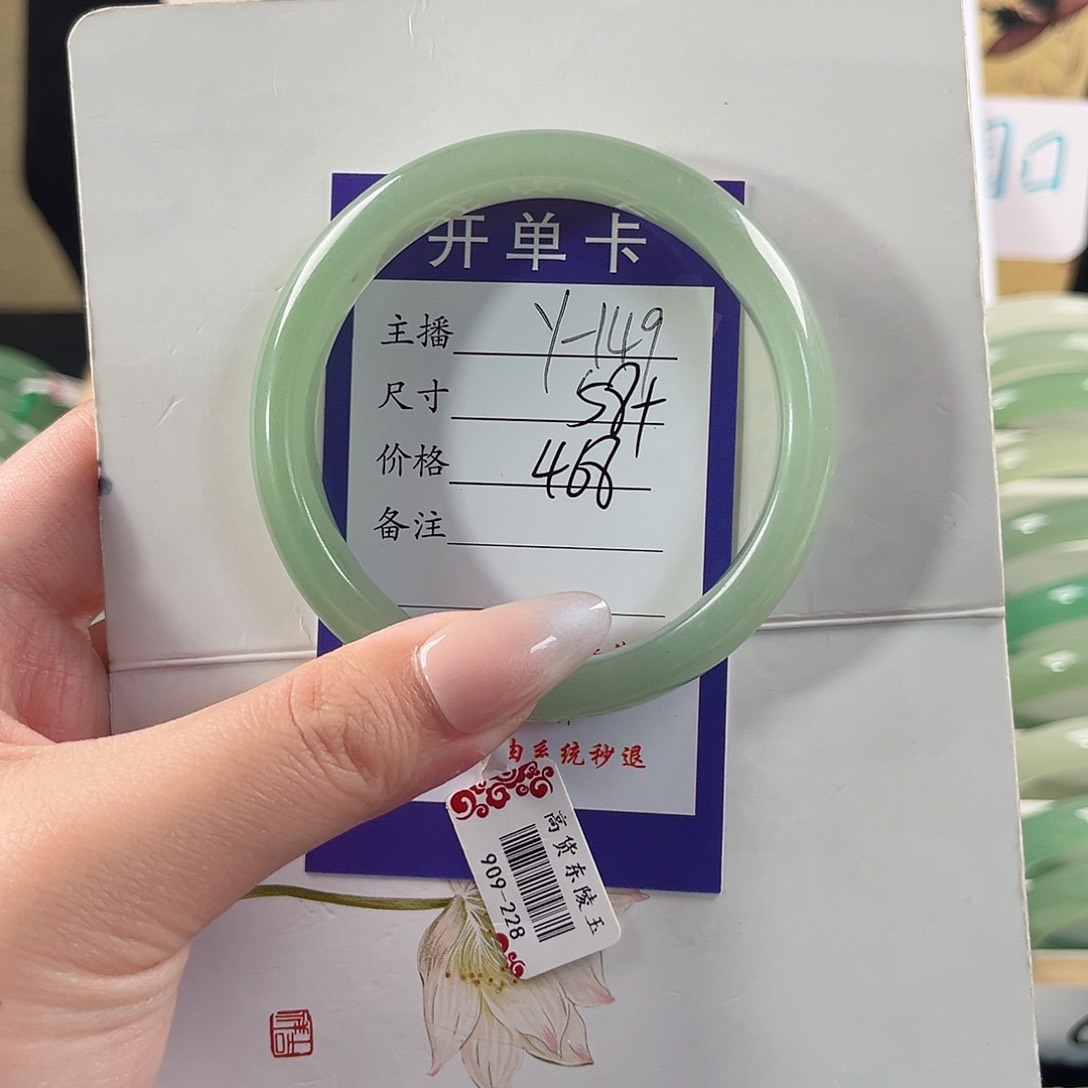 开单卡
主播 Y-149
尺寸 58+
价格 468
备注
由系统秒退
高货东陵玉
909-228